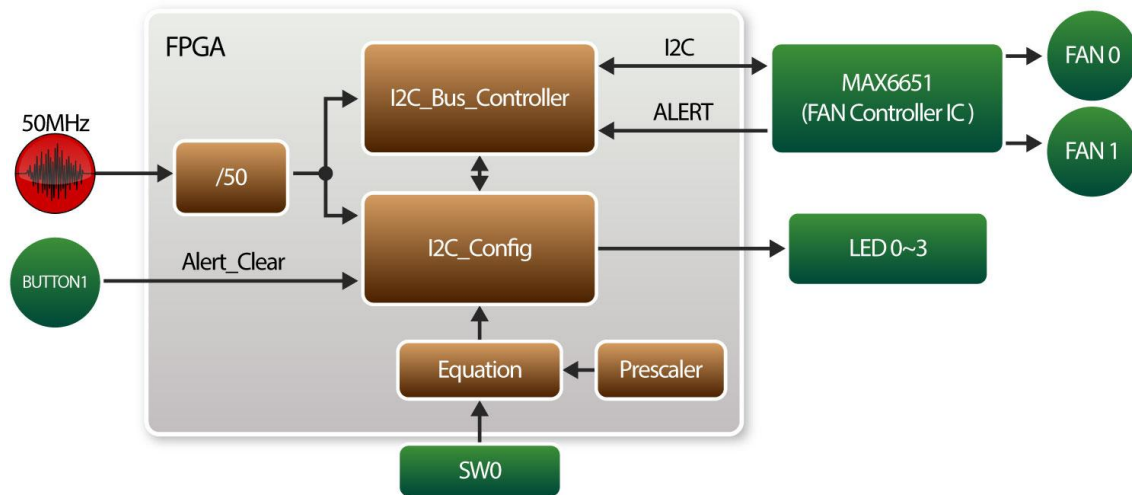 FPGA
50MHz
/50
I2C_Bus_Controller
I2C
ALERT
MAX6651
(FAN Controller IC )
FAN 0
FAN 1
BUTTON1
Alert_Clear
I2C_Config
LED 0~3
Equation
Prescaler
SW0